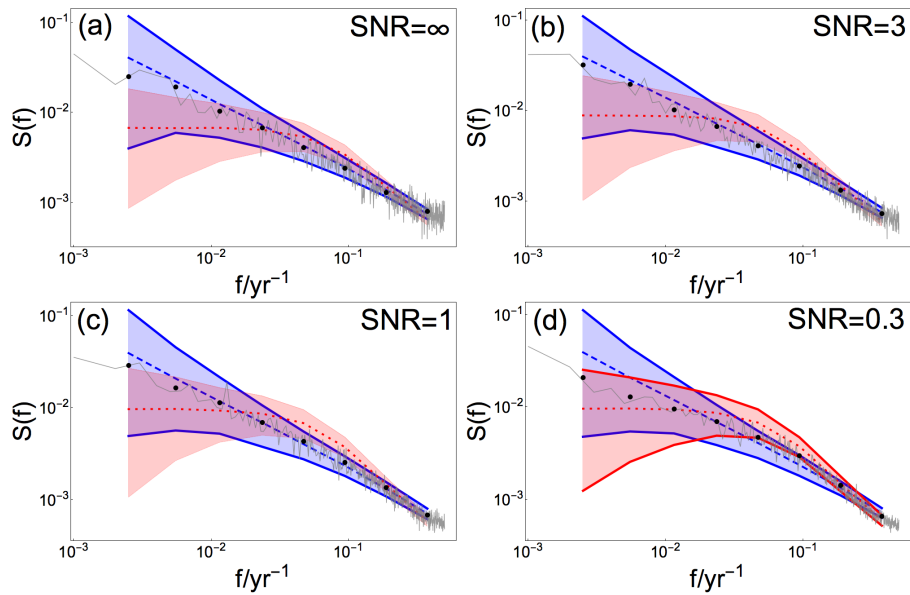 (a) SNR=∞
S(f)
10⁻¹
10⁻²
10⁻³
10⁻³ 10⁻² 10⁻¹
f/yr⁻¹
(b) SNR=3
S(f)
10⁻¹
10⁻²
10⁻³
10⁻³ 10⁻² 10⁻¹
f/yr⁻¹
(c) SNR=1
S(f)
10⁻¹
10⁻²
10⁻³
10⁻³ 10⁻² 10⁻¹
f/yr⁻¹
(d) SNR=0.3
S(f)
10⁻¹
10⁻²
10⁻³
10⁻³ 10⁻² 10⁻¹
f/yr⁻¹